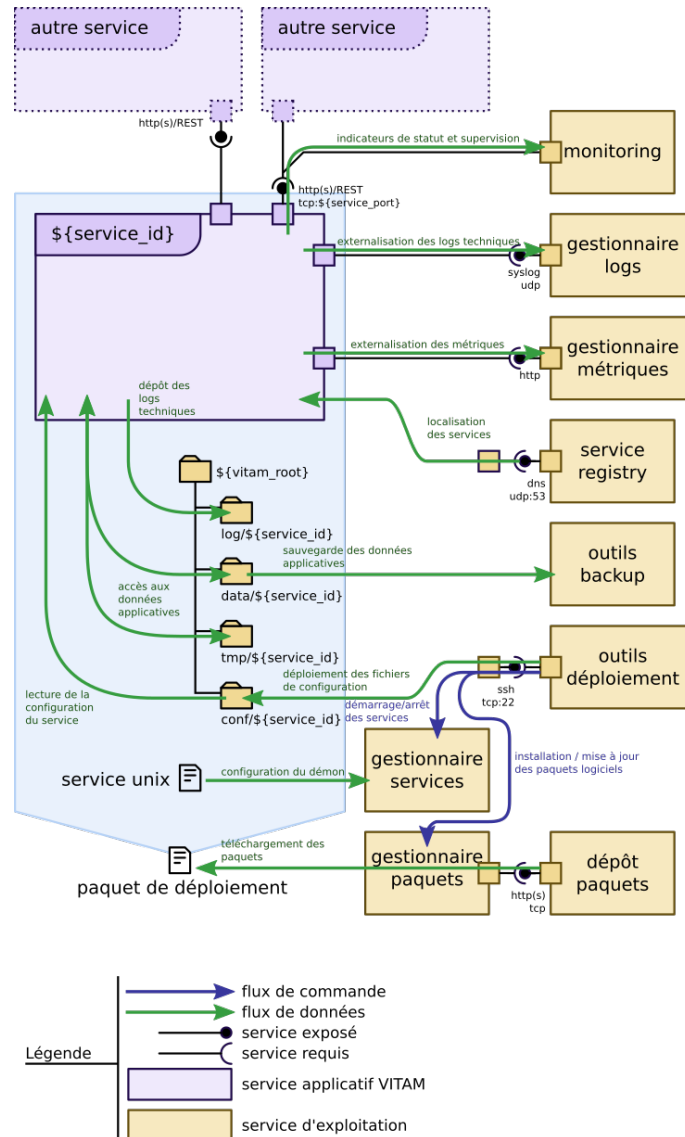 autre service
autre service
http(s)/REST
indicateurs de statut et supervision
monitoring
http(s)/REST
tcp:${service_port}
${service_id}
externalisation des logs techniques
gestionnaire
logs
syslog
udp
externalisation des métriques
gestionnaire
métriques
http
dépôt des
logs
techniques
localisation
des services
service
registry
dns
udp:53
${vitam_root}
log/${service_id}
sauvegarde des données
applicatives
outils
backup
data/${service_id}
accès aux
données
applicatives
tmp/${service_id}
déploiement des fichiers
de configuration
outils
déploiement
ssh
tcp:22
lecture de la
configuration
du service
conf/${service_id}
démarrage/arrêt
des services
gestionnaire
services
installation / mise à jour
des paquets logiciels
service unix
configuration du démon
téléchargement des
paquets
gestionnaire
paquets
dépôt
paquets
http(s)
tcp
paquet de déploiement
Légende
flux de commande
flux de données
service exposé
service requis
service applicatif VITAM
service d'exploitation